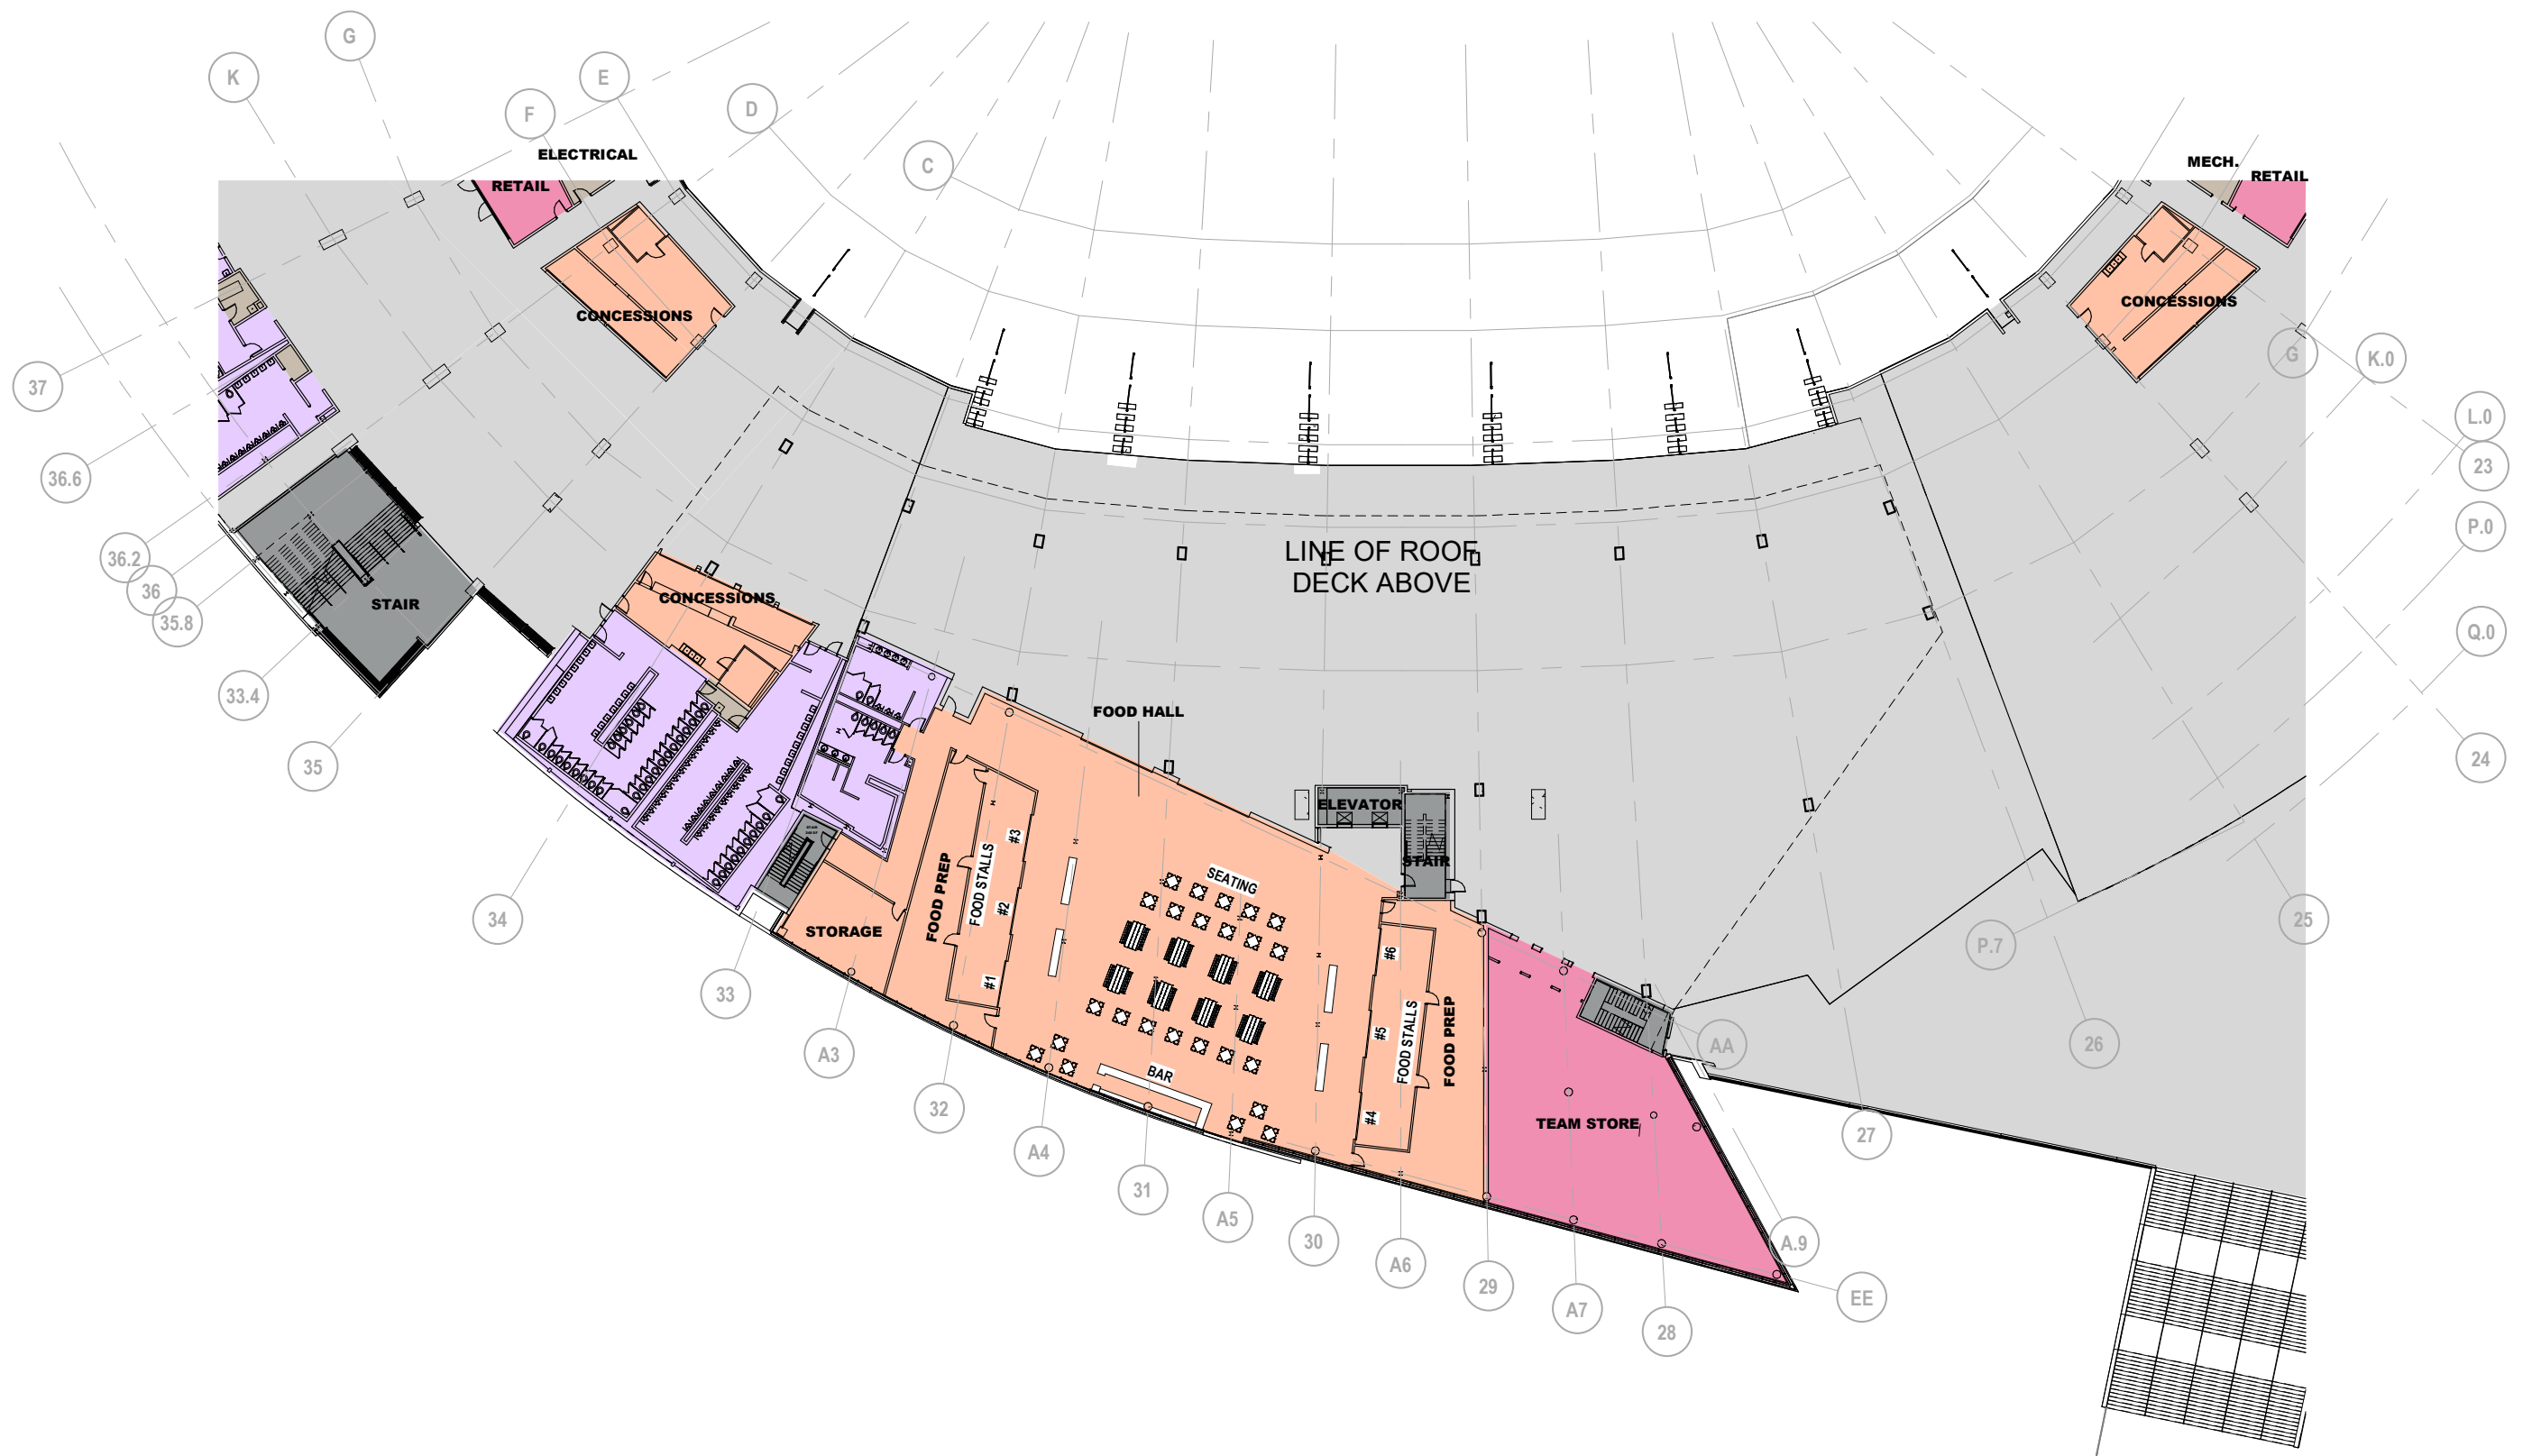 G
K
E
F
D
C
ELECTRICAL
RETAIL
MECH.
RETAIL
CONCESSIONS
CONCESSIONS
G
K.0
37
L.0
23
36.6
P.0
LINE OF ROOF
DECK ABOVE
36.2
36
35.8
STAIR
CONCESSIONS
Q.0
33.4
35
FOOD HALL
24
ELEVATOR
STAIR
#3
FOOD PREP
FOOD STALLS
#2
#1
STORAGE
SEATING
34
25
P.7
#6
#5
#4
FOOD STALLS
FOOD PREP
33
A3
AA
26
BAR
TEAM STORE
32
27
A4
31
A5
30
A6
A.9
29
EE
A7
28